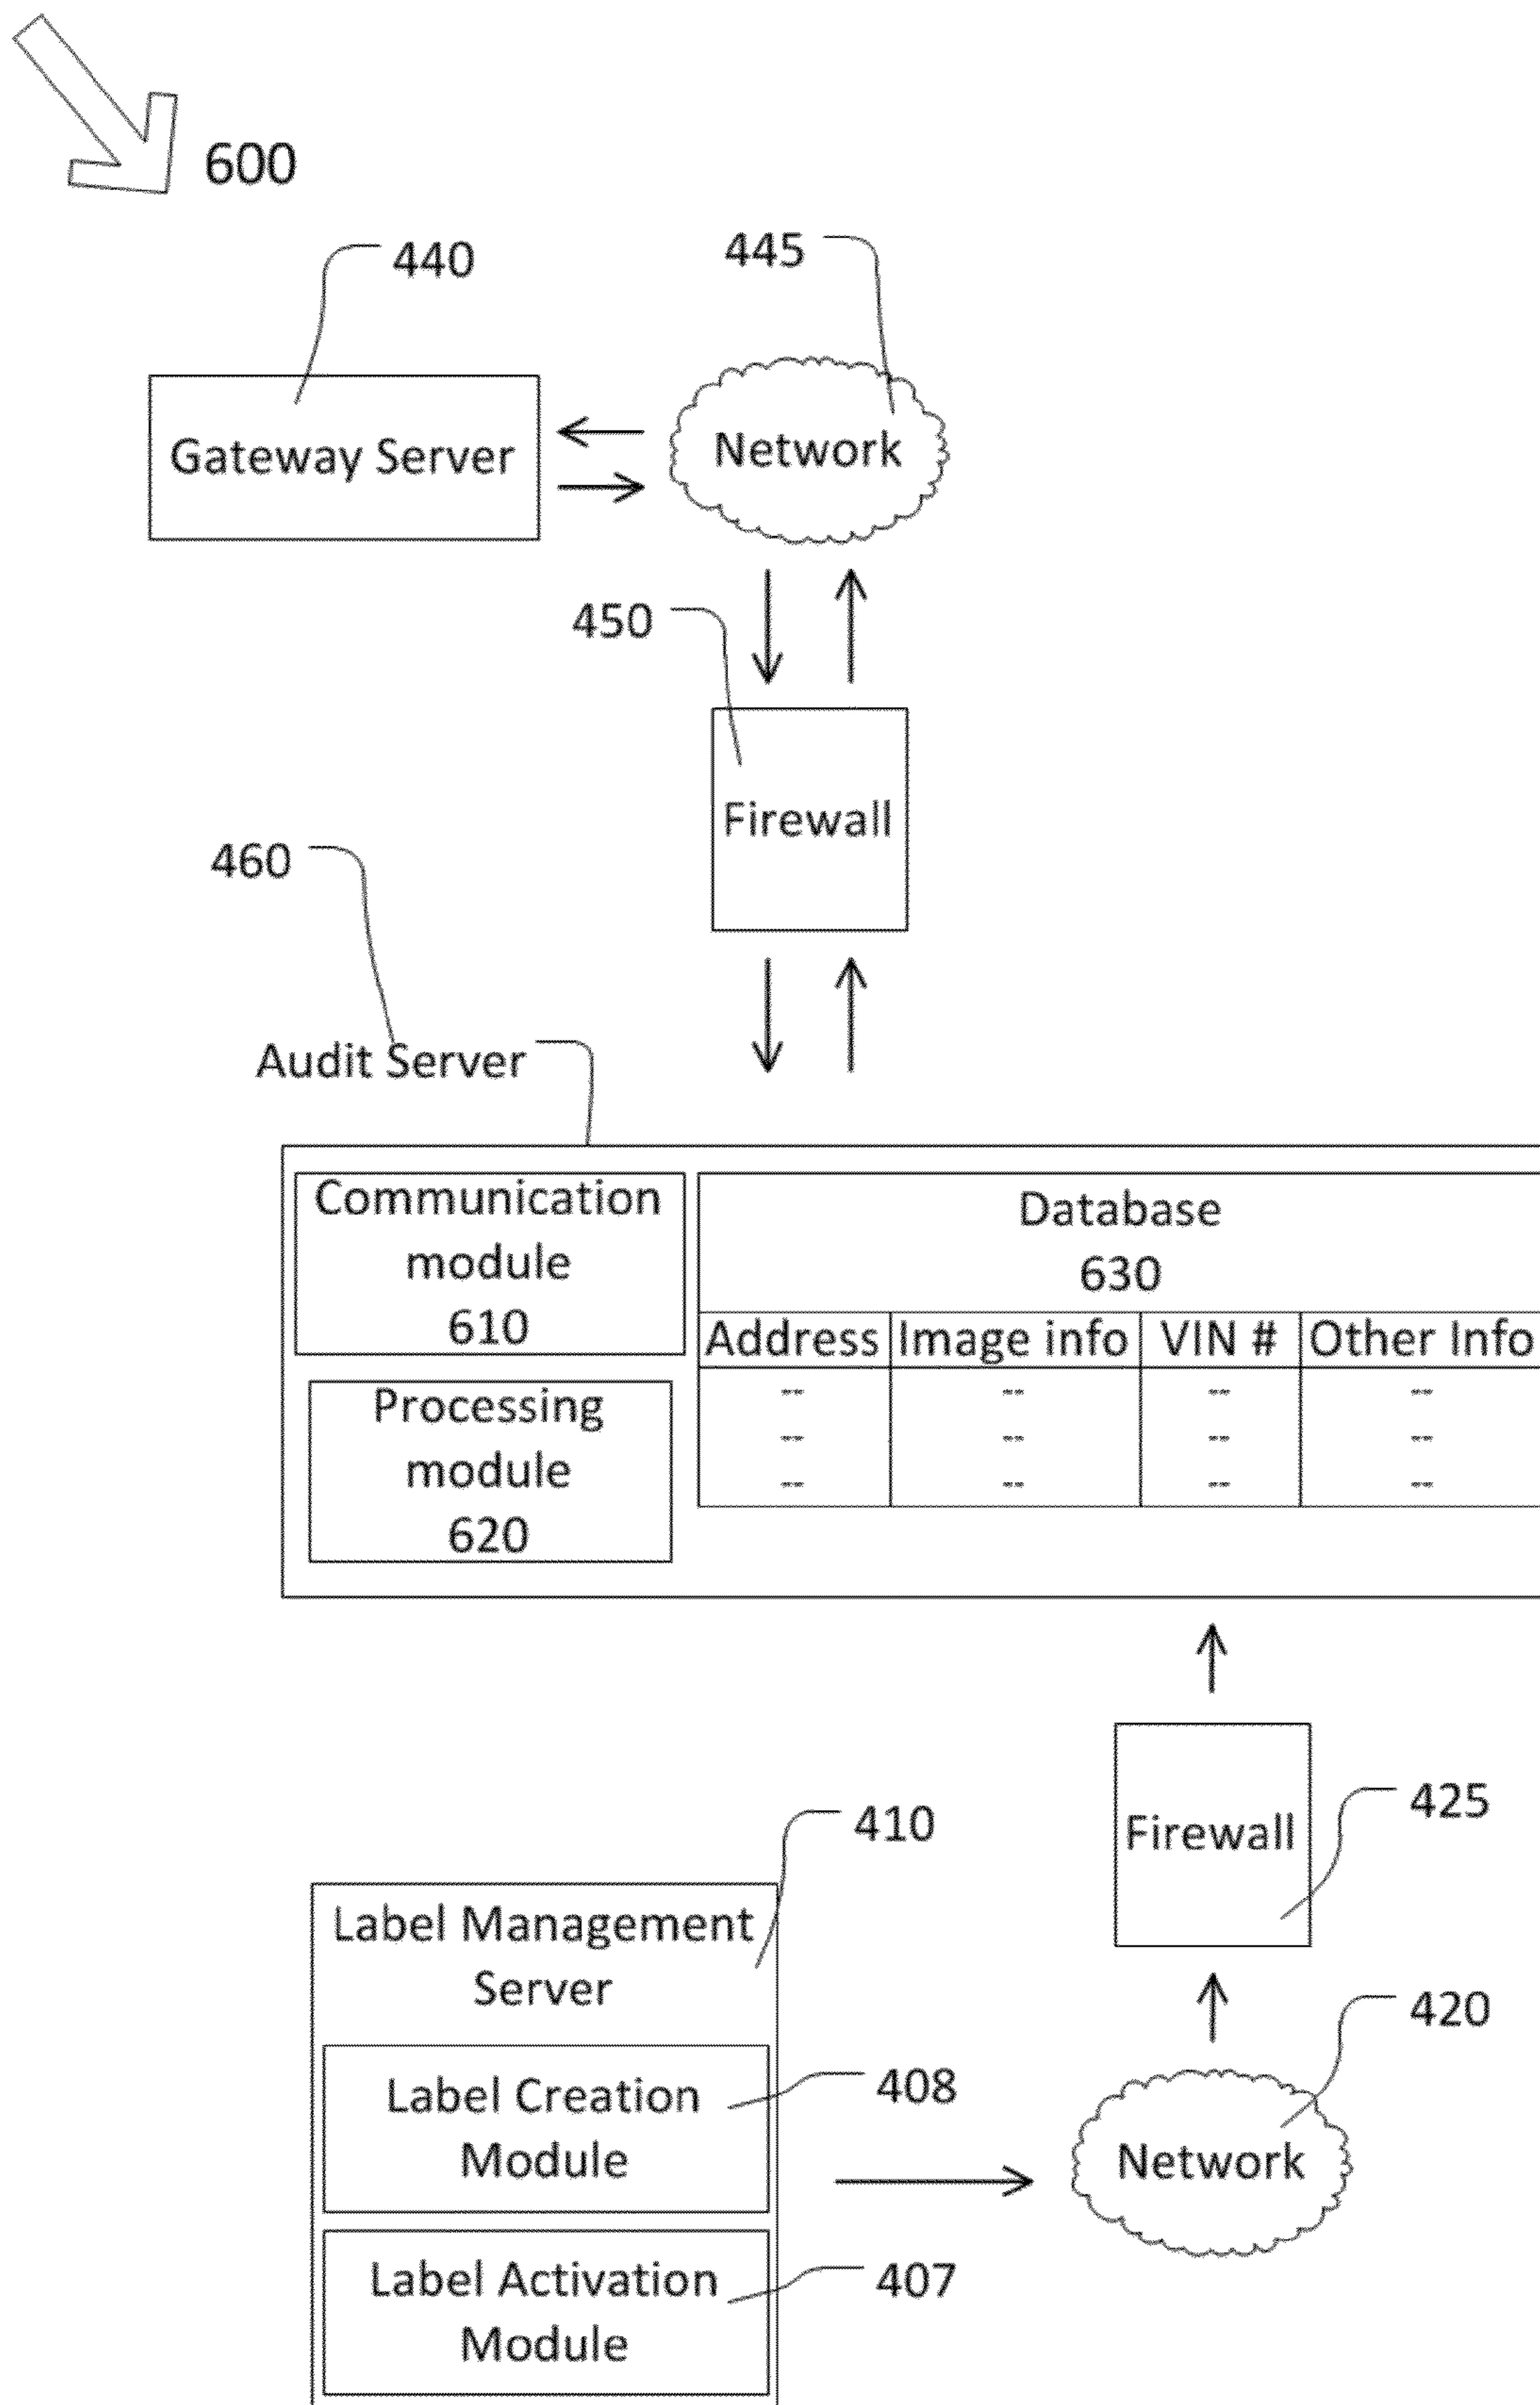 600
440
445
Gateway Server
Network
450
Firewall
460
Audit Server
Communication
module
610
Processing
module
620
Database
630
Address Image info VIN # Other Info
-- -- -- --
-- -- -- --
-- -- -- --
410
425
Firewall
Label Management
Server
420
Label Creation
Module
408
Network
Label Activation
Module
407